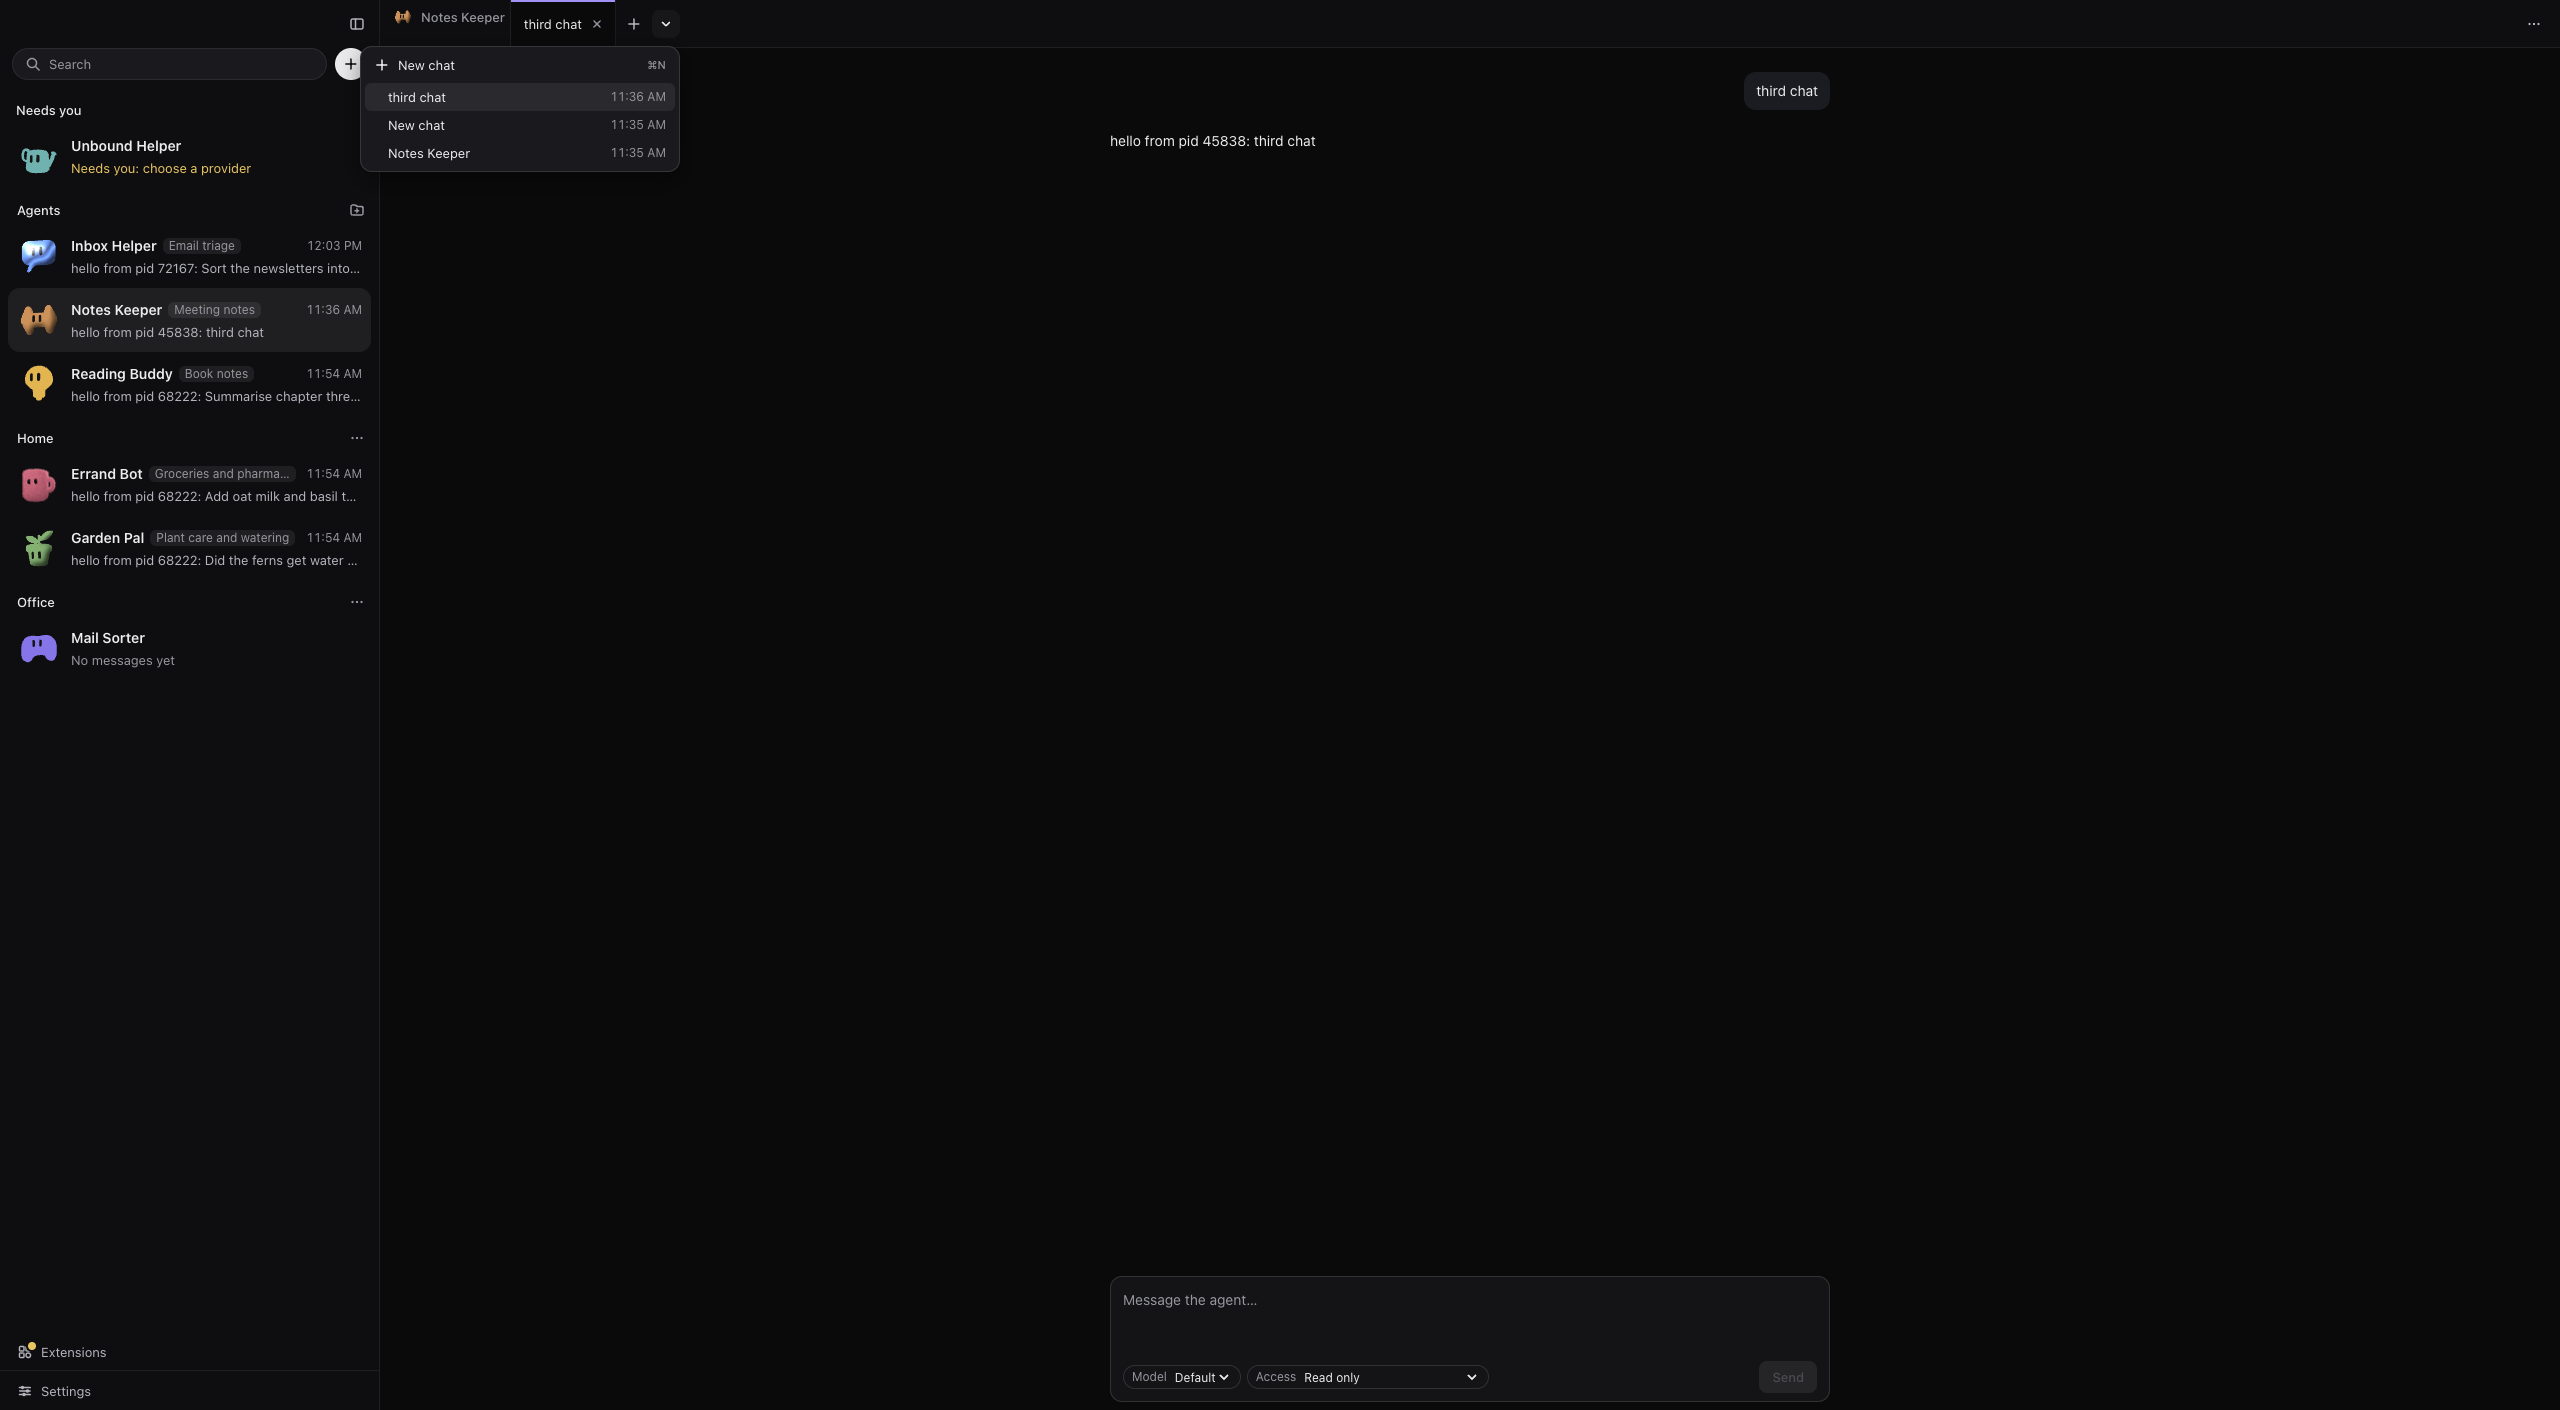 Notes Keeper
third chat
Search
New chat ⌘N
third chat 11:36 AM
New chat 11:35 AM
Notes Keeper 11:35 AM
Needs you
Unbound Helper
Needs you: choose a provider
Agents
Inbox Helper Email triage 12:03 PM
hello from pid 72167: Sort the newsletters into...
Notes Keeper Meeting notes 11:36 AM
hello from pid 45838: third chat
Reading Buddy Book notes 11:54 AM
hello from pid 68222: Summarise chapter thre...
Home
Errand Bot Groceries and pharma... 11:54 AM
hello from pid 68222: Add oat milk and basil t...
Garden Pal Plant care and watering 11:54 AM
hello from pid 68222: Did the ferns get water ...
Office
Mail Sorter
No messages yet
Extensions
Settings
third chat
hello from pid 45838: third chat
Message the agent...
Model Default Access Read only Send